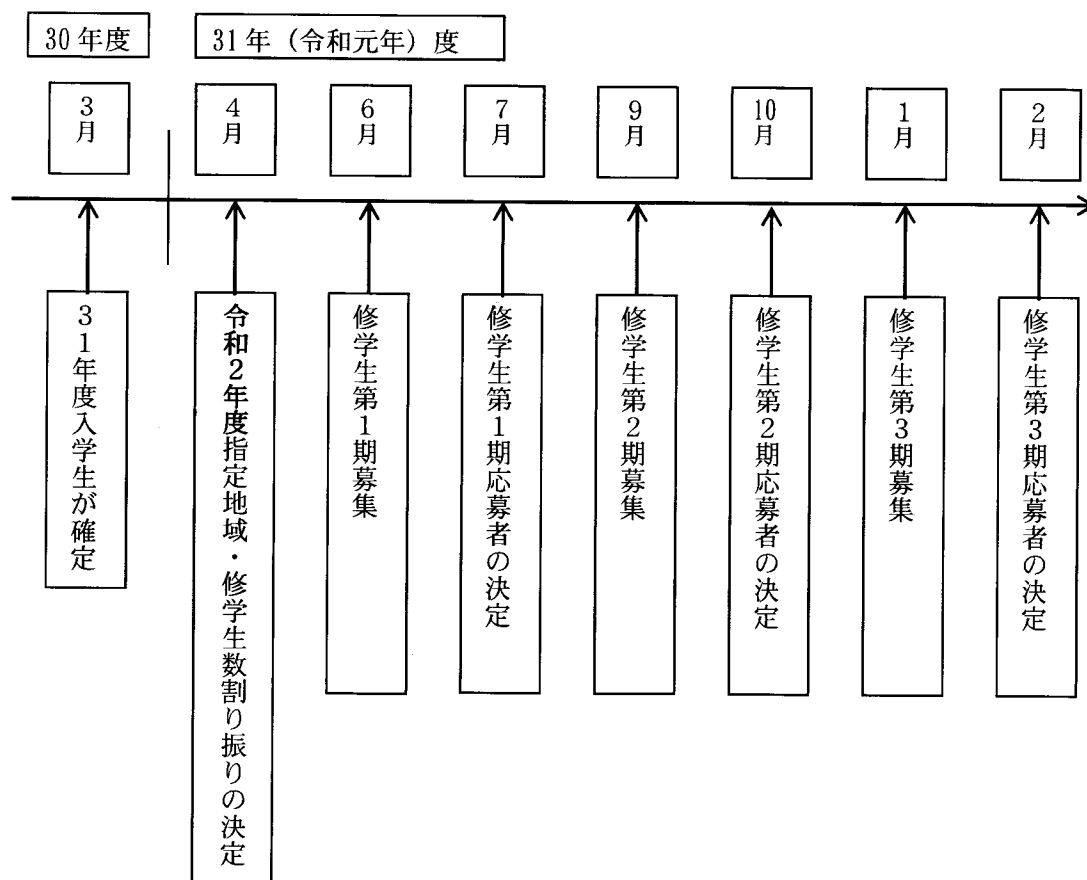 30年度
31年（令和元年）度
3月
4月
6月
7月
9月
10月
1月
2月
31年度入学生が確定
令和2年度指定地域・修学生数割り振りの決定
修学生第1期募集
修学生第1期応募者の決定
修学生第2期募集
修学生第2期応募者の決定
修学生第3期募集
修学生第3期応募者の決定